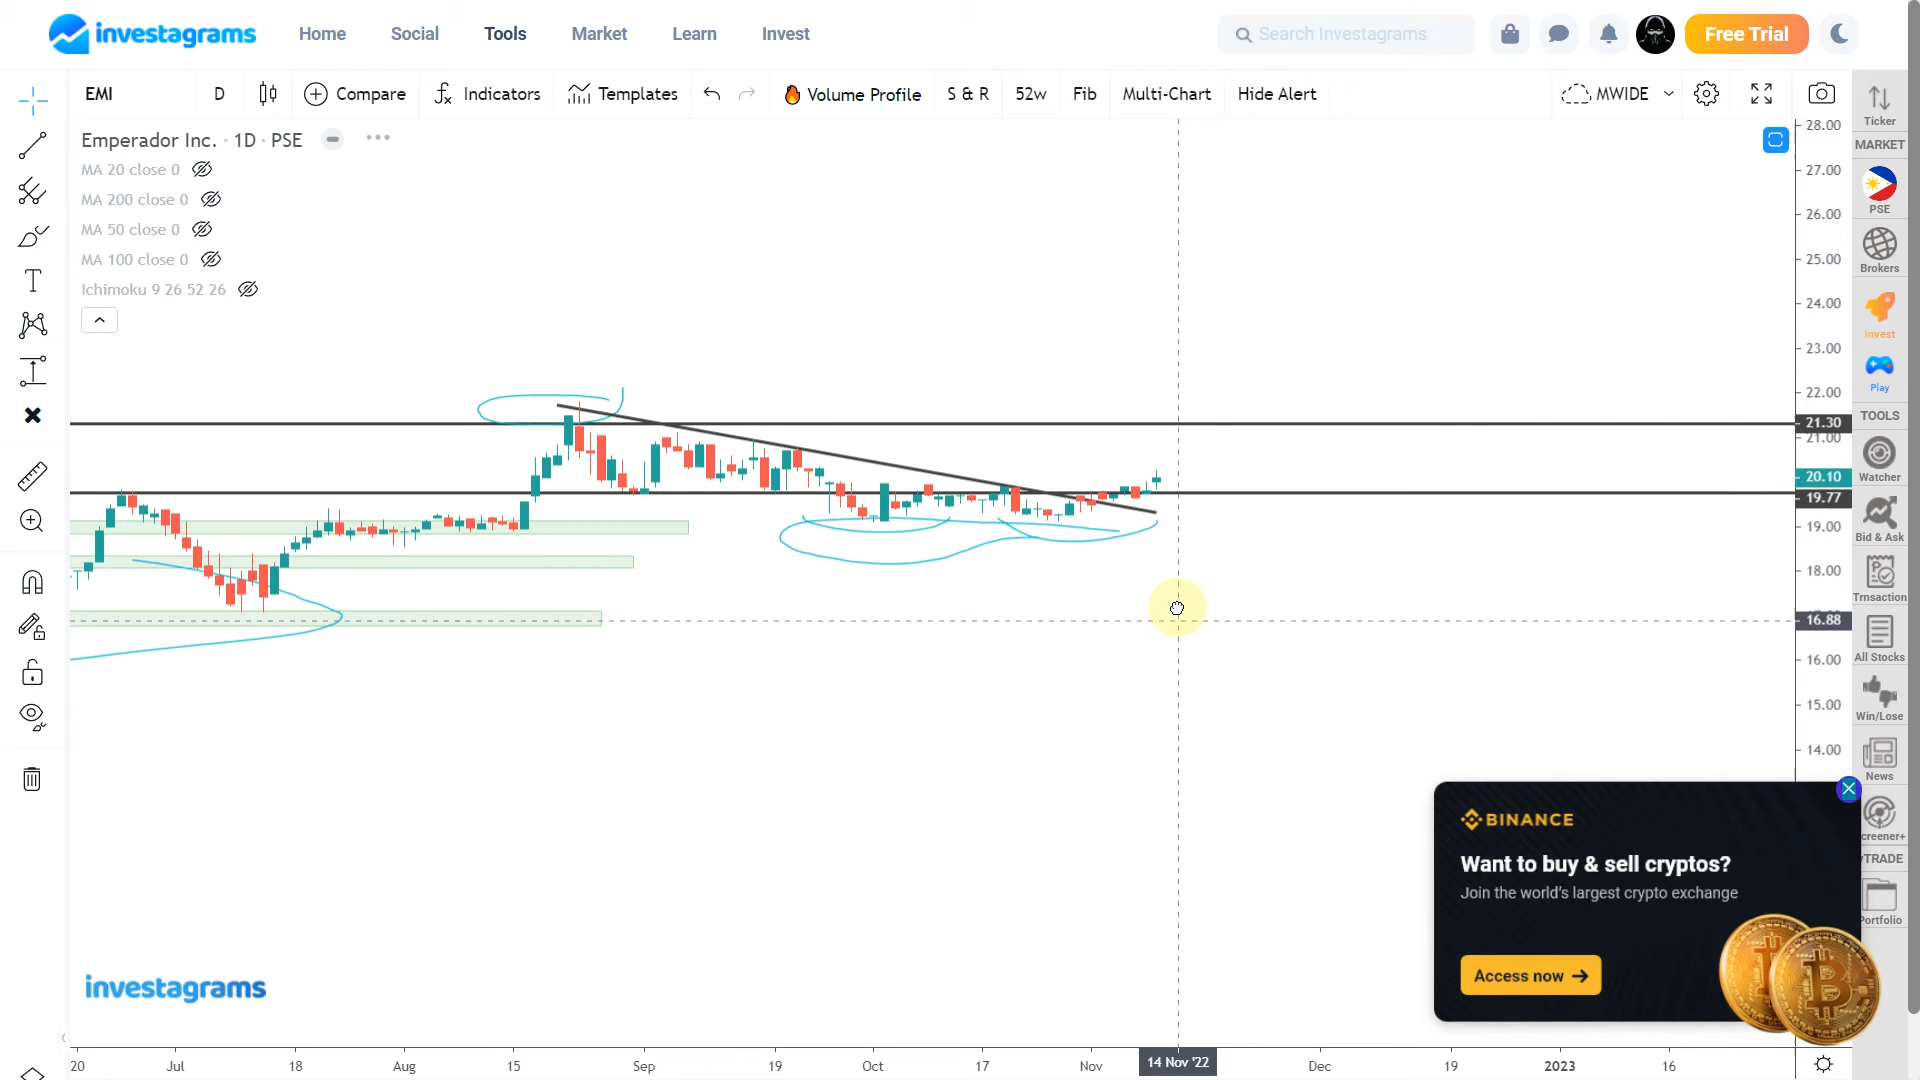 investagrams
Home
Social
Tools
Market
Learn
Invest
Search Investagrams
Free Trial
EMI
D
Compare
Indicators
Templates
Volume Profile
S & R
52w
Fib
Multi-Chart
Hide Alert
MWIDE
Emperador Inc. · 1D · PSE
MA 20 close 0
MA 200 close 0
MA 50 close 0
MA 100 close 0
Ichimoku 9 26 52 26
28.00
27.00
26.00
25.00
24.00
23.00
22.00
21.30
21.00
20.10
19.77
19.00
18.00
16.88
16.00
15.00
14.00
Ticker
MARKET
PSE
Brokers
Invest
Play
TOOLS
Watcher
Bid & Ask
Trnsaction
All Stocks
Win/Lose
News
creener+
TRADE
Portfolio
BINANCE
Want to buy & sell cryptos?
Join the world's largest crypto exchange
Access now →
investagrams
20
Jul
18
Aug
15
Sep
19
Oct
17
Nov
14 Nov '22
Dec
19
2023
16